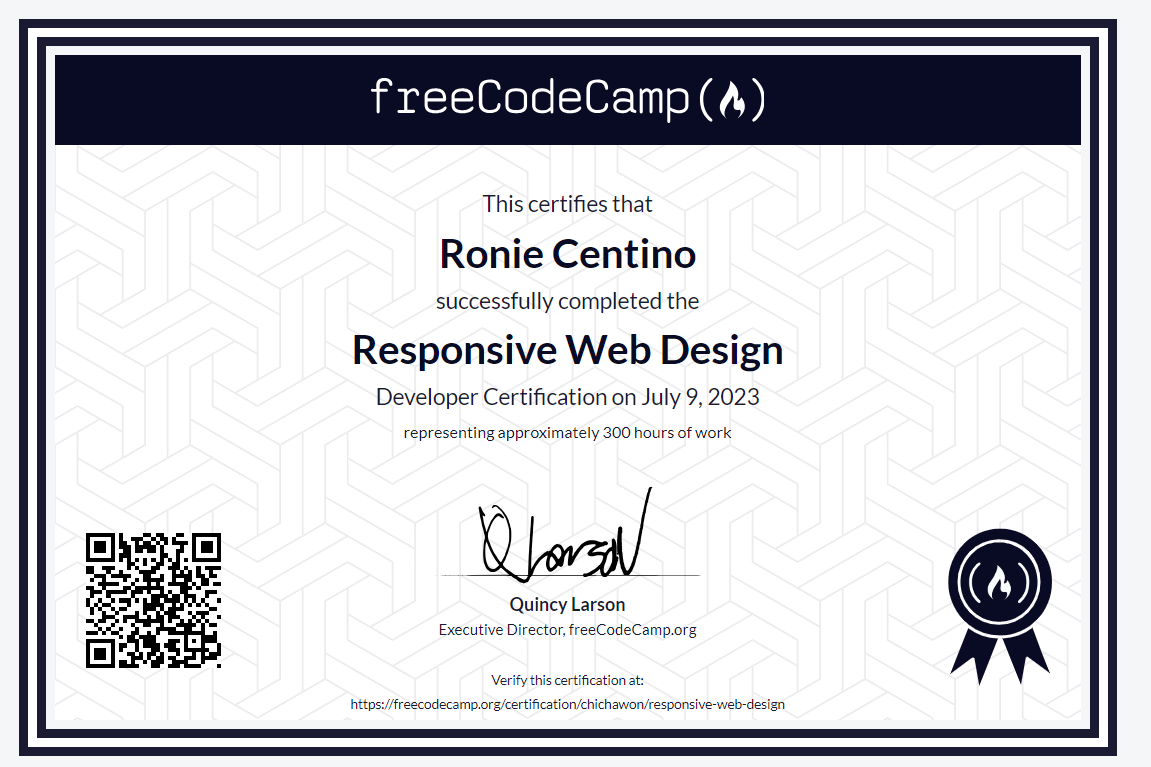 freeCodeCamp(🔥)
This certifies that
Ronie Centino
successfully completed the
Responsive Web Design
Developer Certification on July 9, 2023
representing approximately 300 hours of work
QLarson
Quincy Larson
Executive Director, freeCodeCamp.org
Verify this certification at:
https://freecodecamp.org/certification/chichawon/responsive-web-design